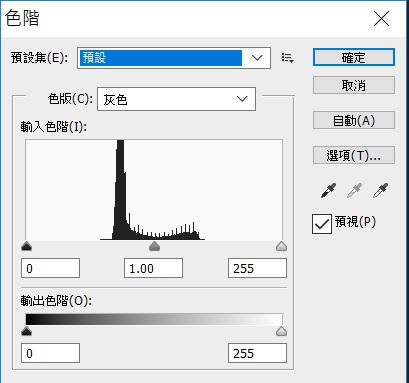 色階
預設集(E): 預設
確定
取消
自動(A)
選項(T)...
預視(P)
色版(C): 灰色
輸入色階(I):
0 1.00 255
輸出色階(O):
0 255